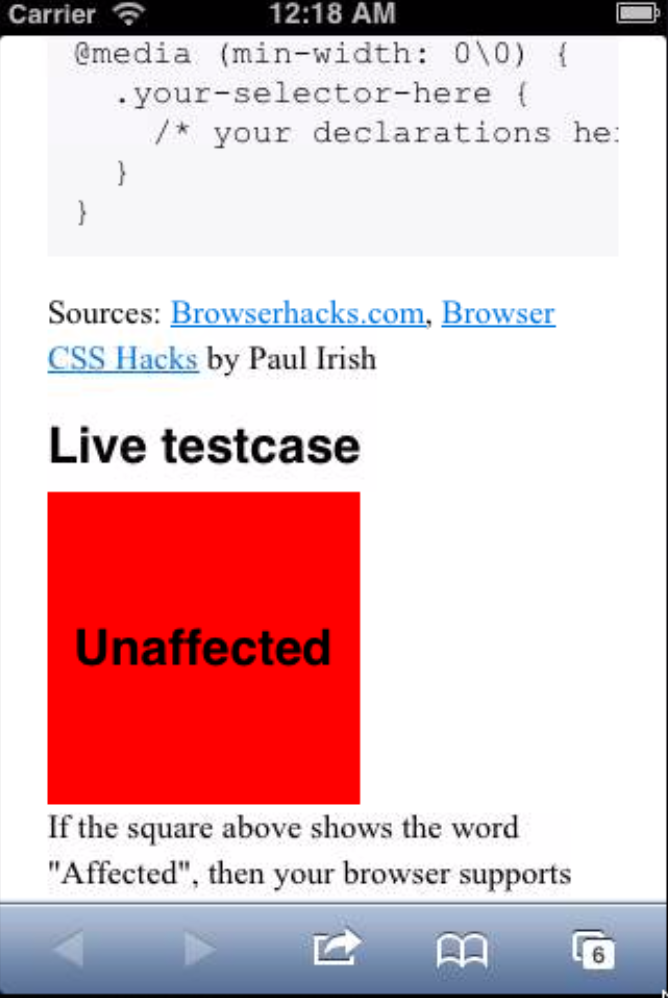 Carrier 12:18 AM
@media (min-width: 0\0) {
.your-selector-here {
/* your declarations he
}
}
Sources: Browserhacks.com, Browser
CSS Hacks by Paul Irish
Live testcase
Unaffected
If the square above shows the word
"Affected", then your browser supports
6